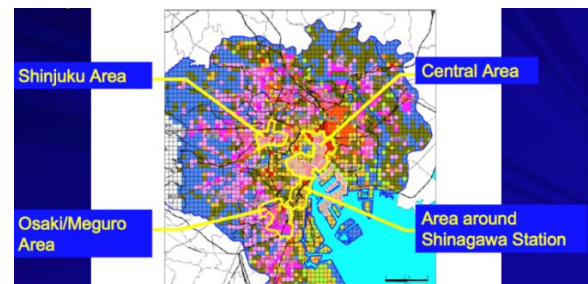 Shinjuku Area
Central Area
Osaki/Meguro
Area
Area around
Shinagawa Station